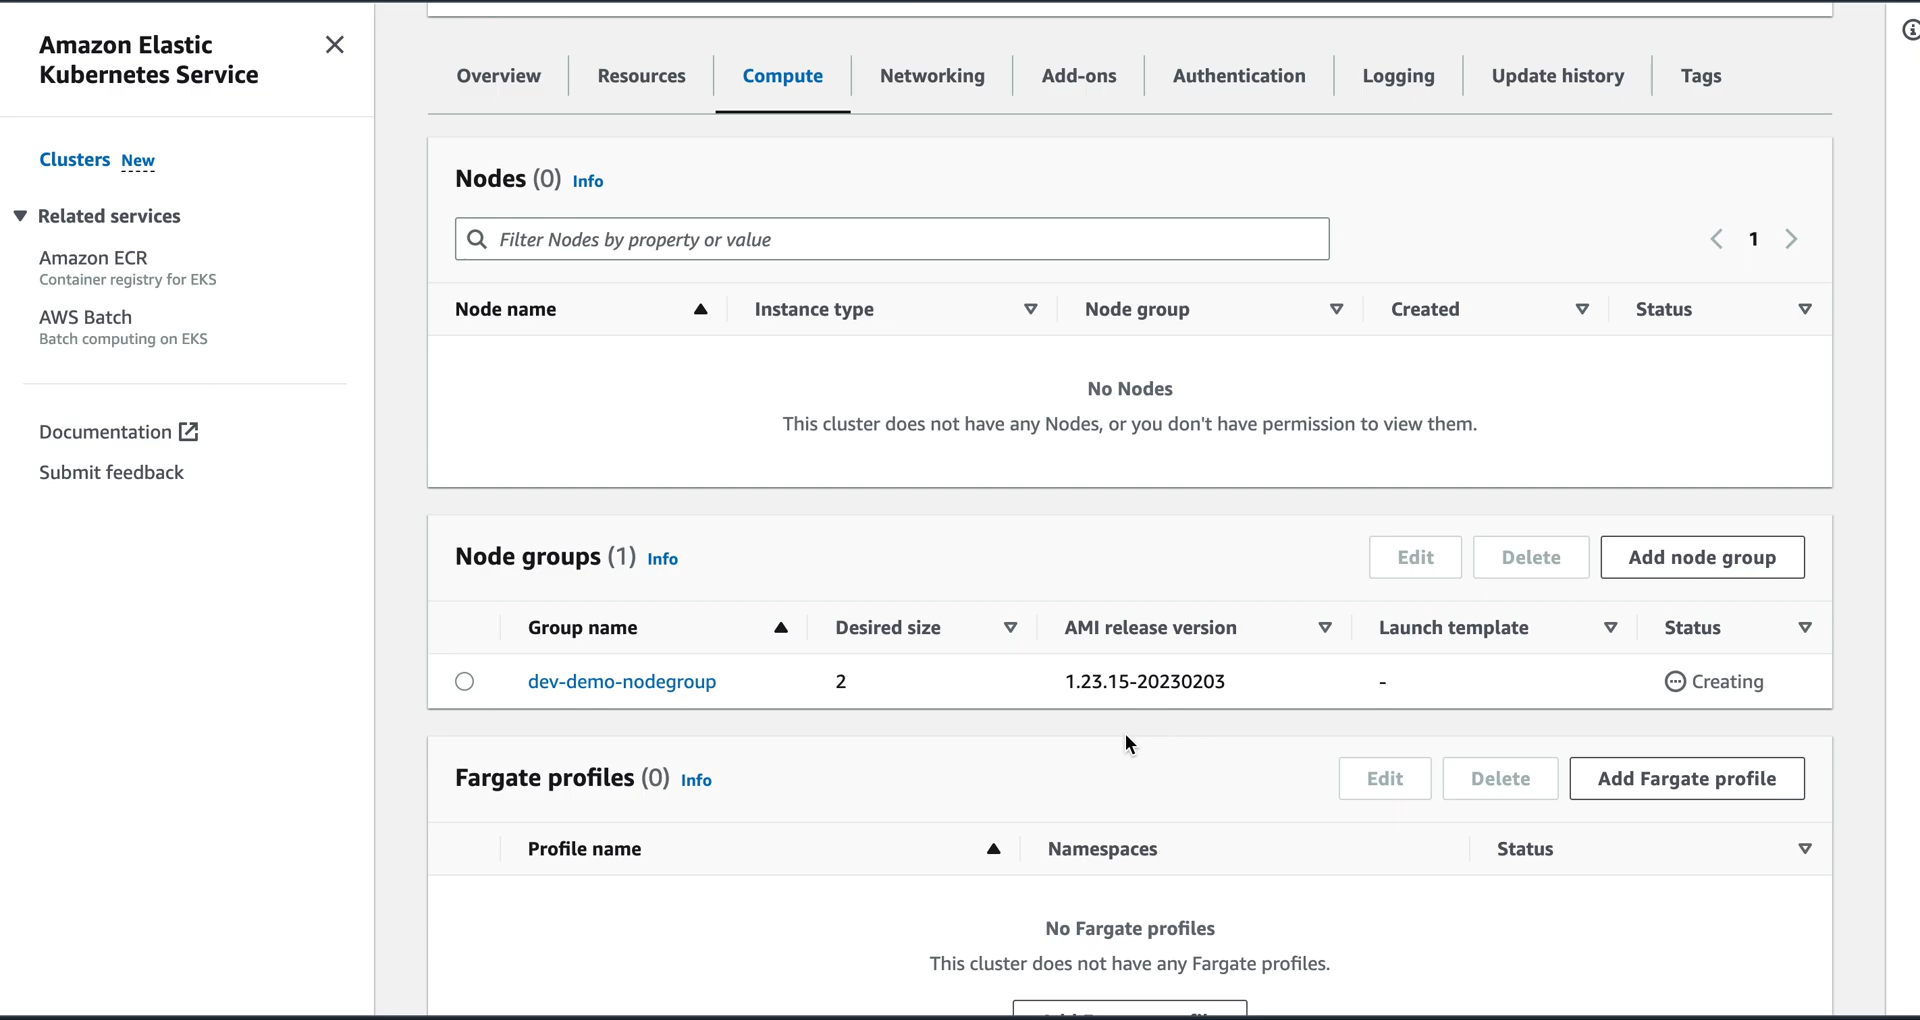 Amazon Elastic
Kubernetes Service
Clusters New
Related services
Amazon ECR
Container registry for EKS
AWS Batch
Batch computing on EKS
Documentation
Submit feedback
Overview Resources Compute Networking Add-ons Authentication Logging Update history Tags
Nodes (0) Info
Filter Nodes by property or value
1
Node name Instance type Node group Created Status
No Nodes
This cluster does not have any Nodes, or you don't have permission to view them.
Node groups (1) Info Edit Delete Add node group
Group name Desired size AMI release version Launch template Status
dev-demo-nodegroup 2 1.23.15-20230203 - Creating
Fargate profiles (0) Info Edit Delete Add Fargate profile
Profile name Namespaces Status
No Fargate profiles
This cluster does not have any Fargate profiles.